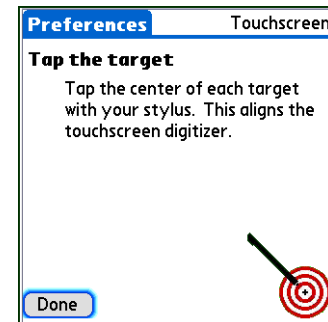 Preferences Touchscreen
Tap the target
Tap the center of each target
with your stylus. This aligns the
touchscreen digitizer.
Done